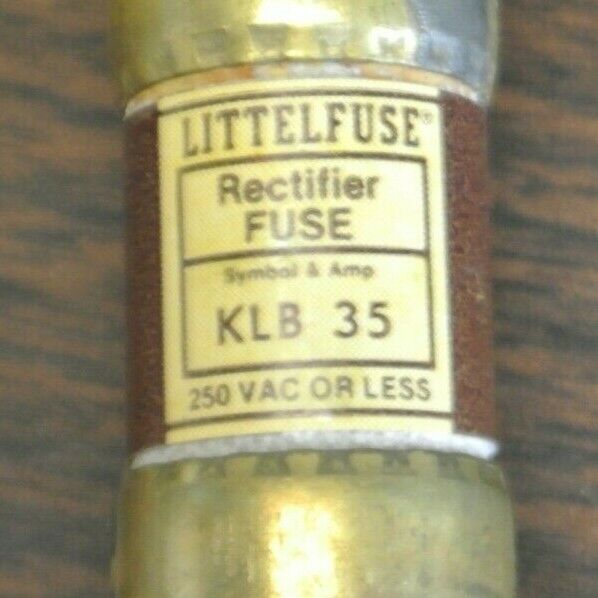 LITTELFUSE®
Rectifier
FUSE
Symbol & Amp
KLB 35
250 VAC OR LESS